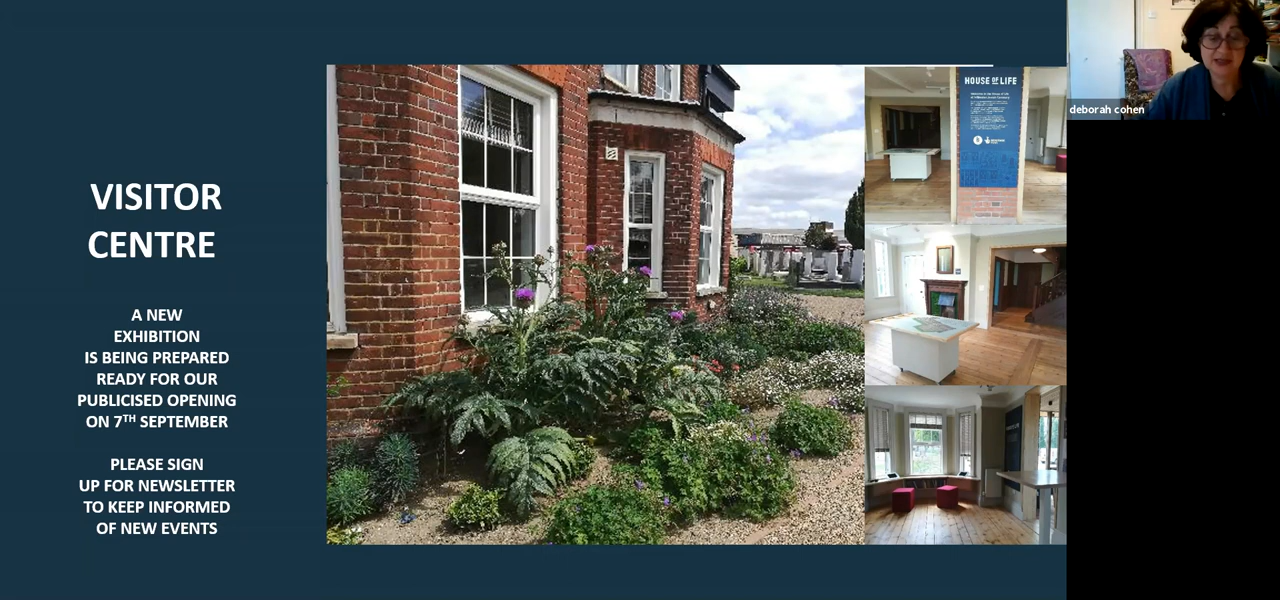 VISITOR
CENTRE
A NEW
EXHIBITION
IS BEING PREPARED
READY FOR OUR
PUBLICISED OPENING
ON 7TH SEPTEMBER
PLEASE SIGN
UP FOR NEWSLETTER
TO KEEP INFORMED
OF NEW EVENTS
HOUSE OF LIFE
deborah cohen